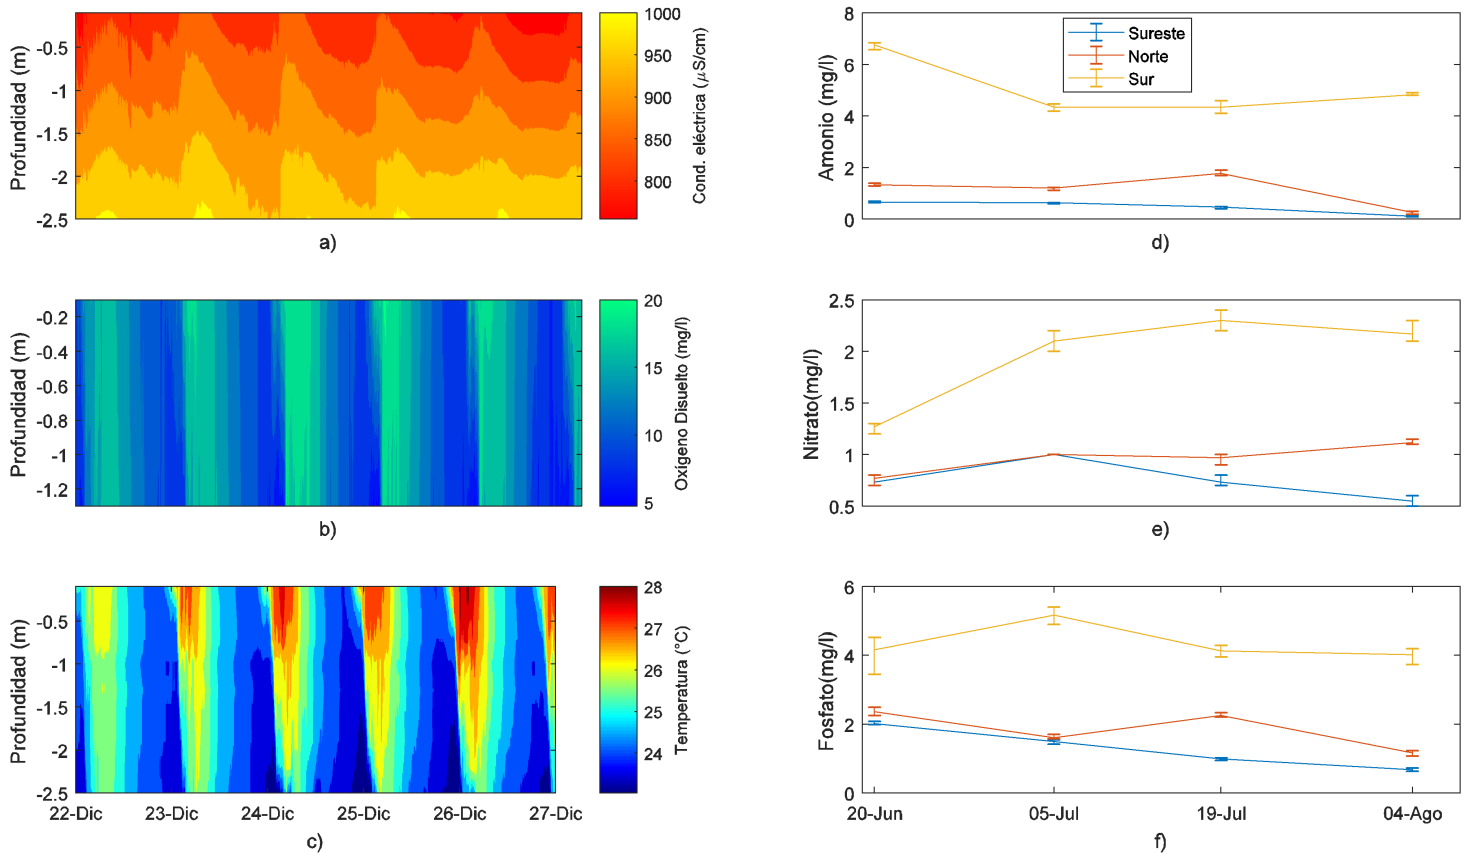 Profundidad (m)
-0.5
-1
-1.5
-2
-2.5
1000
950
900
850
800
Cond. eléctrica (μS/cm)
a)
Profundidad (m)
-0.2
-0.4
-0.6
-0.8
-1
-1.2
20
15
10
5
Oxigeno Disuelto (mg/l)
b)
Profundidad (m)
-0.5
-1
-1.5
-2
-2.5
22-Dic
23-Dic
24-Dic
25-Dic
26-Dic
27-Dic
28
27
26
25
24
Temperatura (°C)
c)
Amonio (mg/l)
8
6
4
2
0
Sureste
Norte
Sur
d)
Nitrato(mg/l)
2.5
2
1.5
1
0.5
e)
Fosfato(mg/l)
6
4
2
0
20-Jun
05-Jul
19-Jul
04-Ago
f)